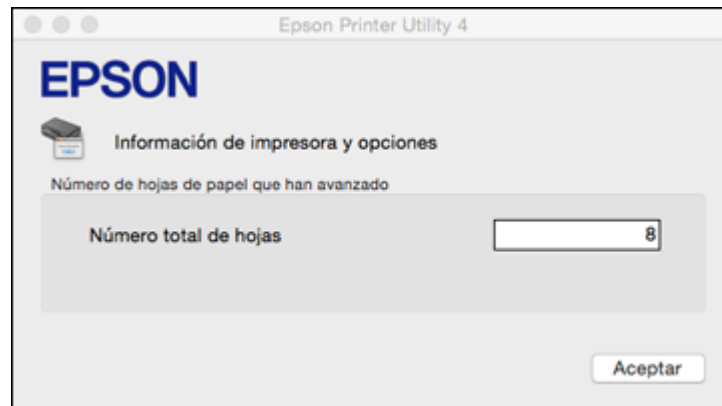 Epson Printer Utility 4
EPSON
Información de impresora y opciones
Número de hojas de papel que han avanzado
Número total de hojas 8
Aceptar